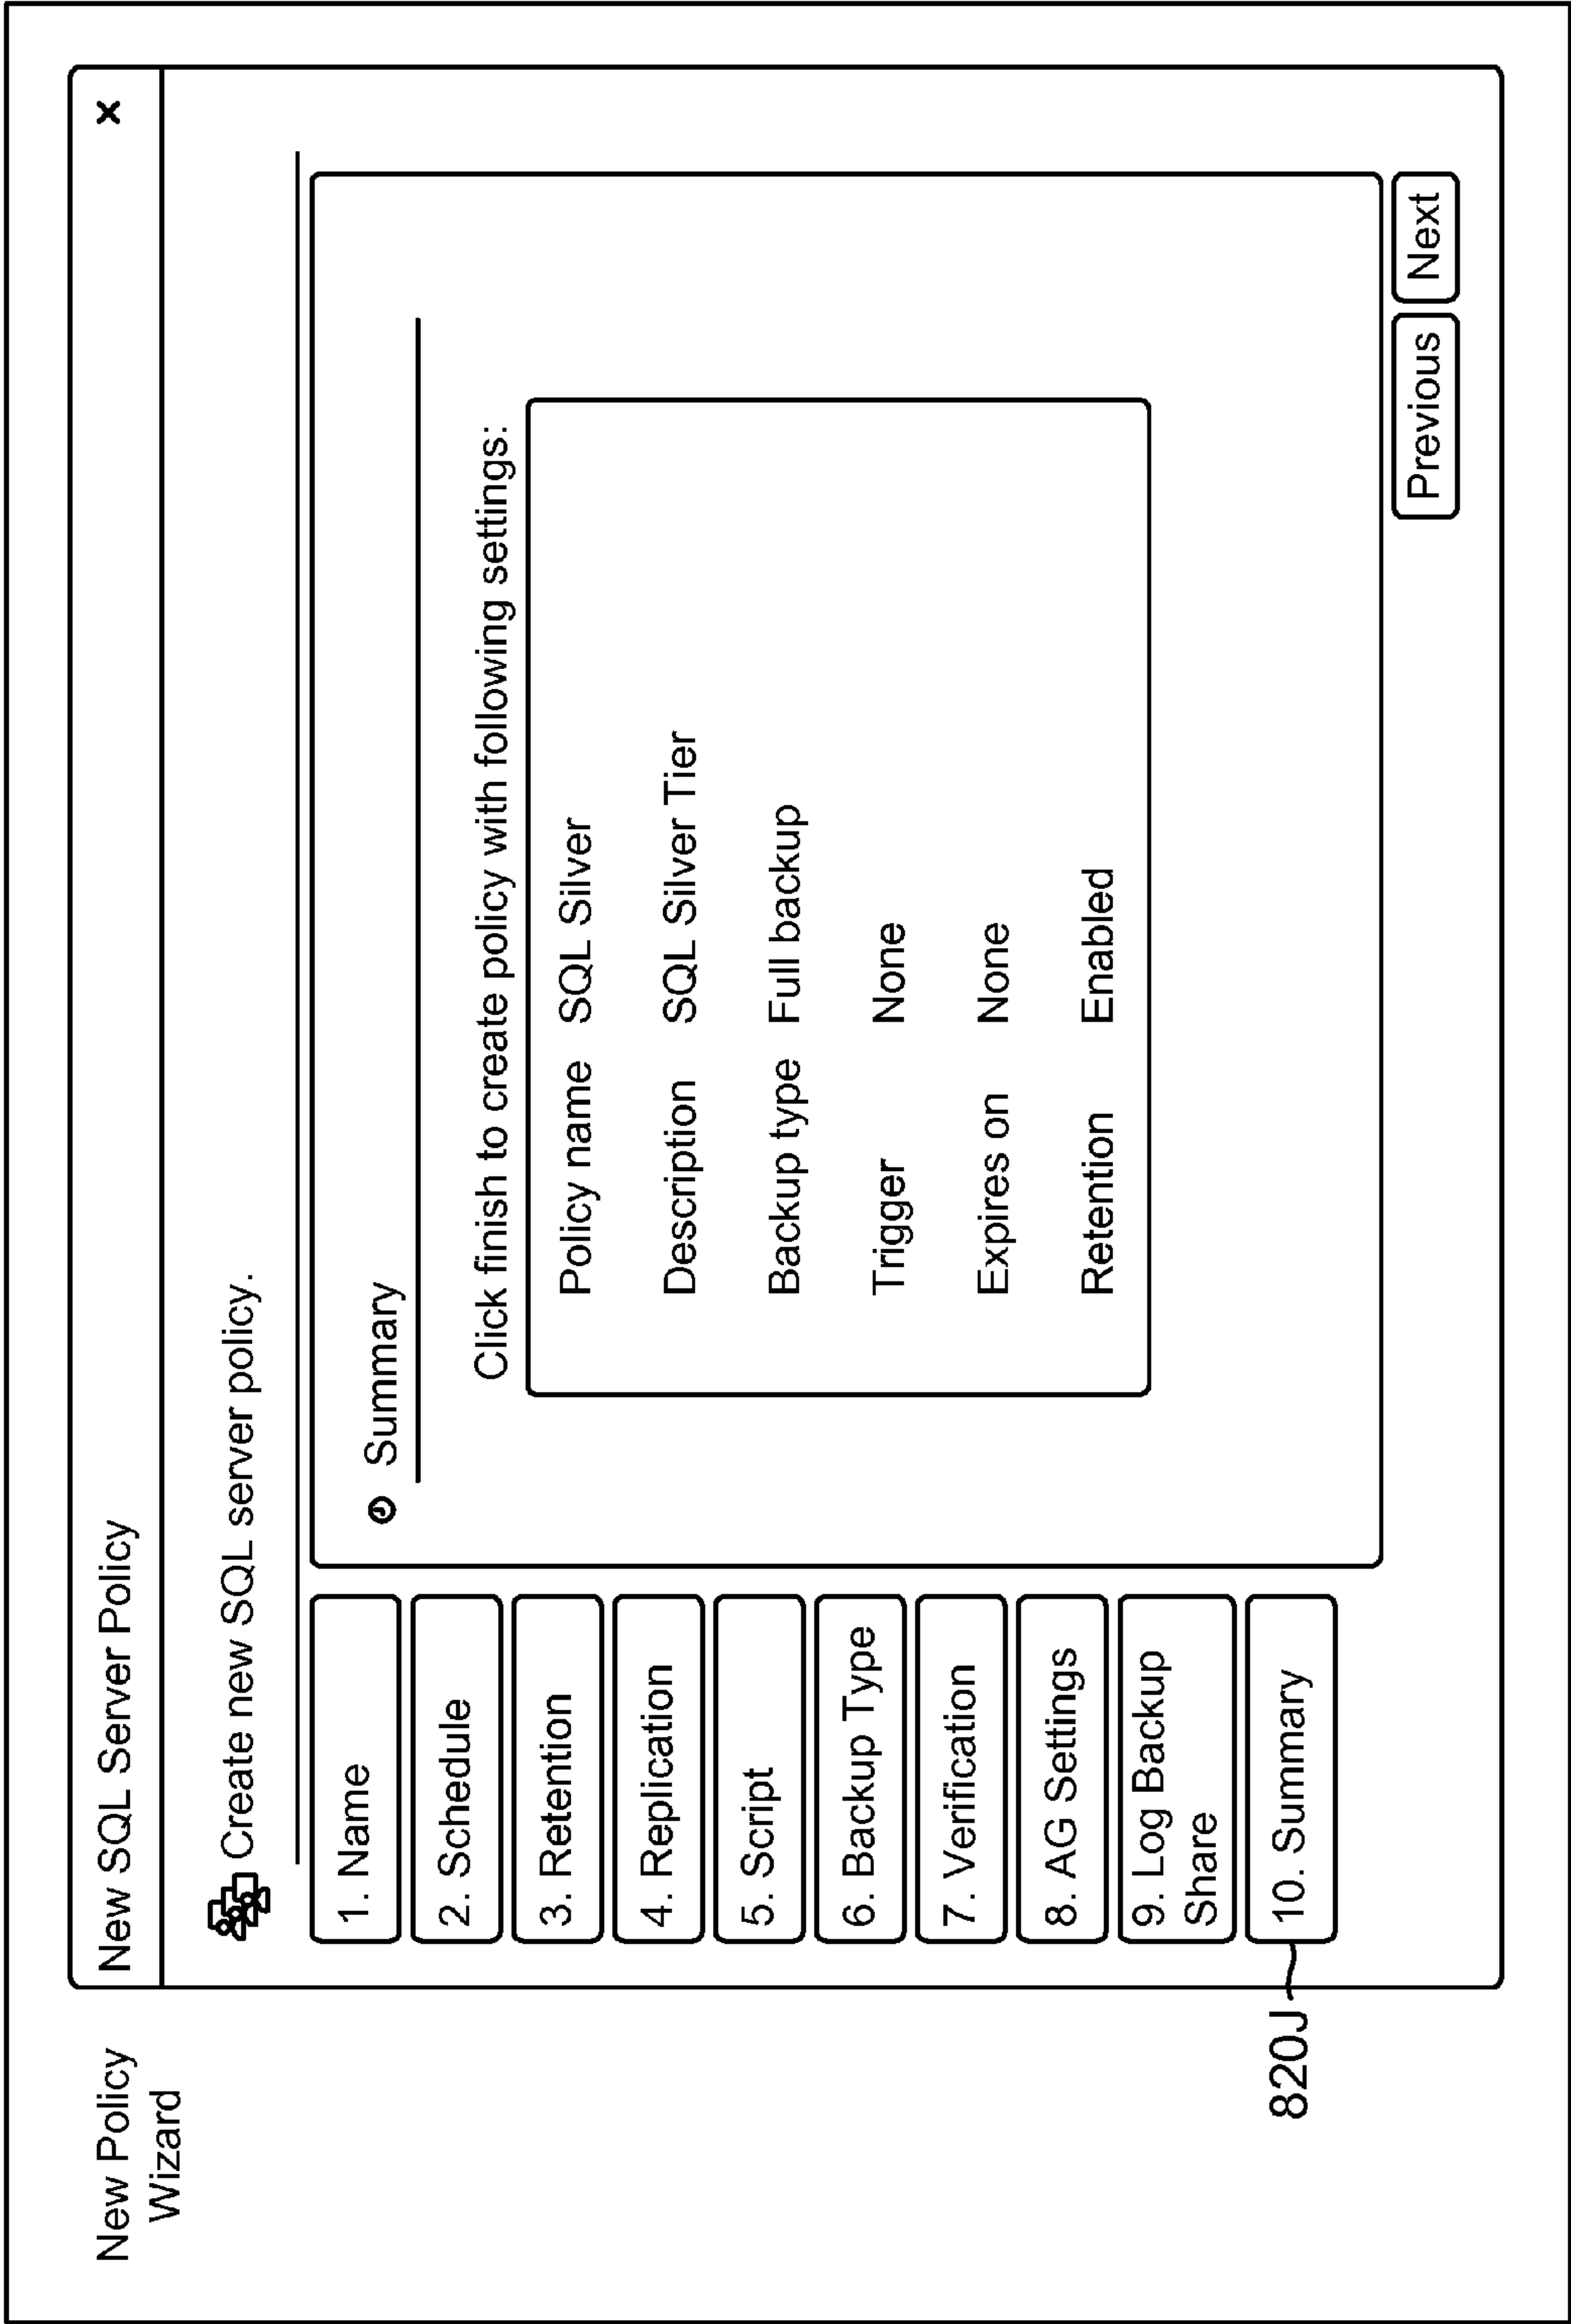 New Policy
Wizard
New SQL Server Policy
x
Create new SQL server policy.
1. Name
2. Schedule
3. Retention
4. Replication
5. Script
6. Backup Type
7. Verification
8. AG Settings
9. Log Backup
Share
10. Summary
820J
Summary
Click finish to create policy with following settings:
Policy name SQL Silver
Description SQL Silver Tier
Backup type Full backup
Trigger None
Expires on None
Retention Enabled
Previous Next